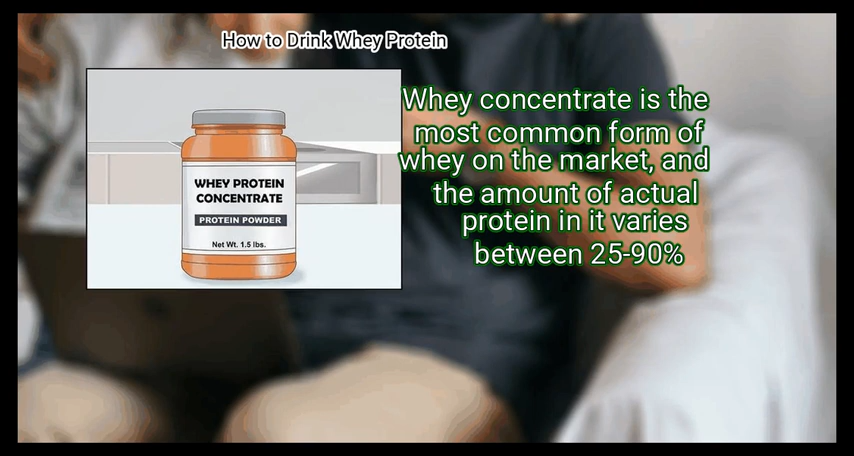 How to Drink Whey Protein
WHEY PROTEIN
CONCENTRATE
PROTEIN POWDER
Net Wt. 1.5 lbs.
Whey concentrate is the
most common form of
whey on the market, and
the amount of actual
protein in it varies
between 25-90%